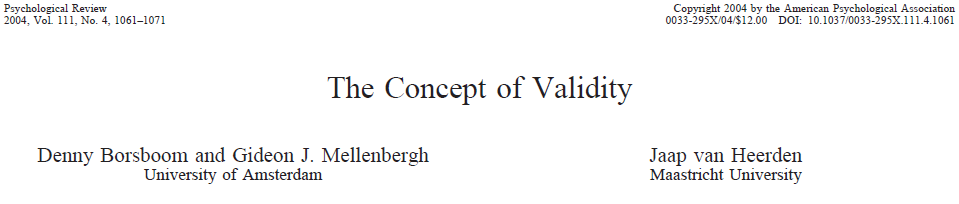 Psychological Review
2004, Vol. 111, No. 4, 1061–1071
Copyright 2004 by the American Psychological Association
0033-295X/04/$12.00 DOI: 10.1037/0033-295X.111.4.1061
The Concept of Validity
Denny Borsboom and Gideon J. Mellenbergh
University of Amsterdam
Jaap van Heerden
Maastricht University